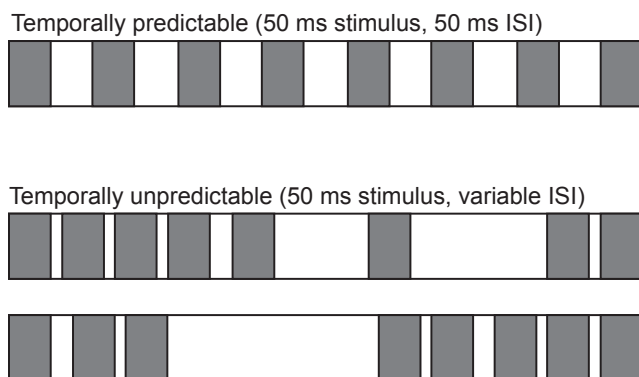 Temporally predictable (50 ms stimulus, 50 ms ISI)
Temporally unpredictable (50 ms stimulus, variable ISI)